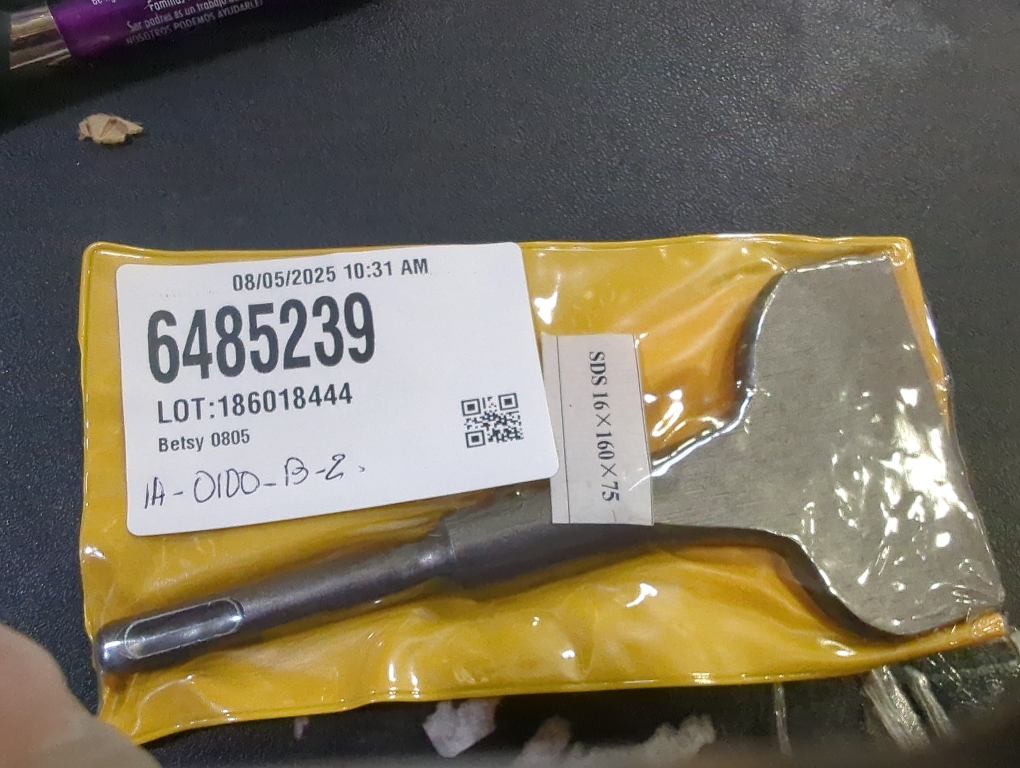 Familias
Ser padres es un trabajo
NOSOTROS PODEMOS AYUDARLE!
08/05/2025 10:31 AM
6485239
LOT:186018444
Betsy 0805
1A-0100-B-2.
SDS 16×160×75